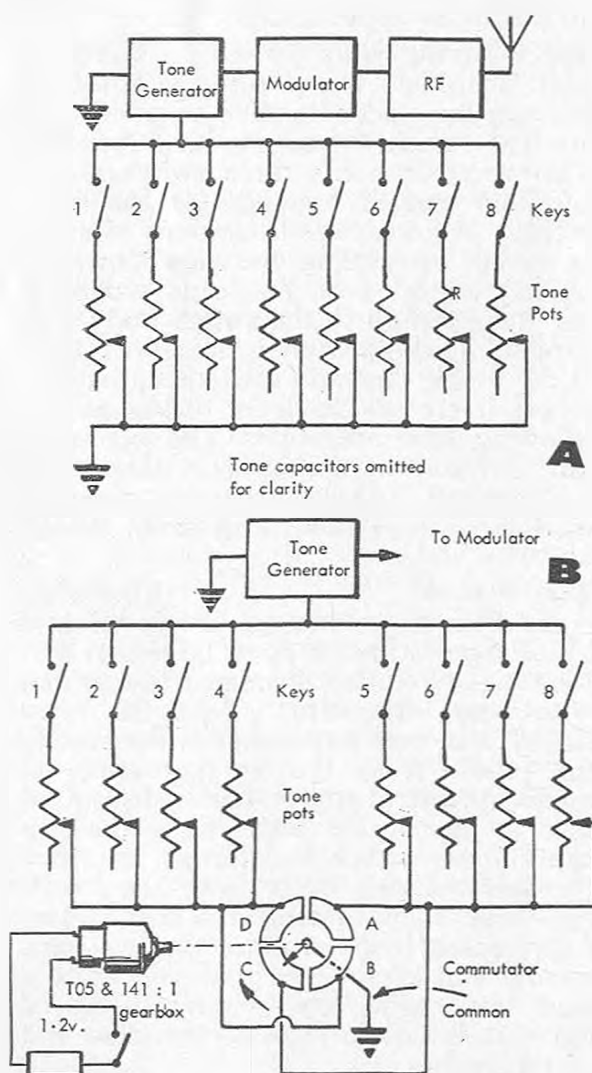 Tone
Generator
Modulator
RF
1 2 3 4 5 6 7 8 Keys
R
Tone
Pots
A
Tone capacitors omitted
for clarity
Tone
Generator
To Modulator
B
1 2 3 4 Keys 5 6 7 8
Tone
pots
D A
C B
T05 & 141 : 1
gearbox
1·2v.
Commutator
Common